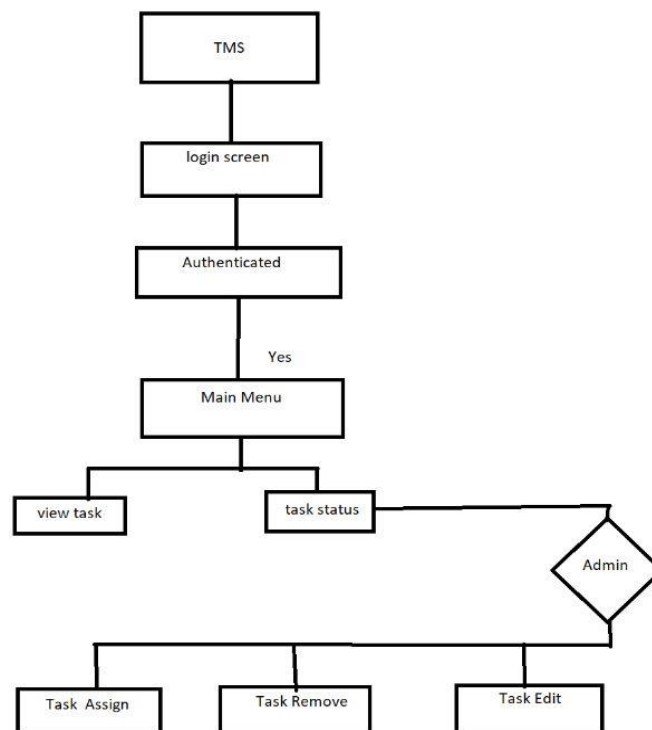 TMS
login screen
Authenticated
Yes
Main Menu
view task
task status
Admin
Task Assign
Task Remove
Task Edit